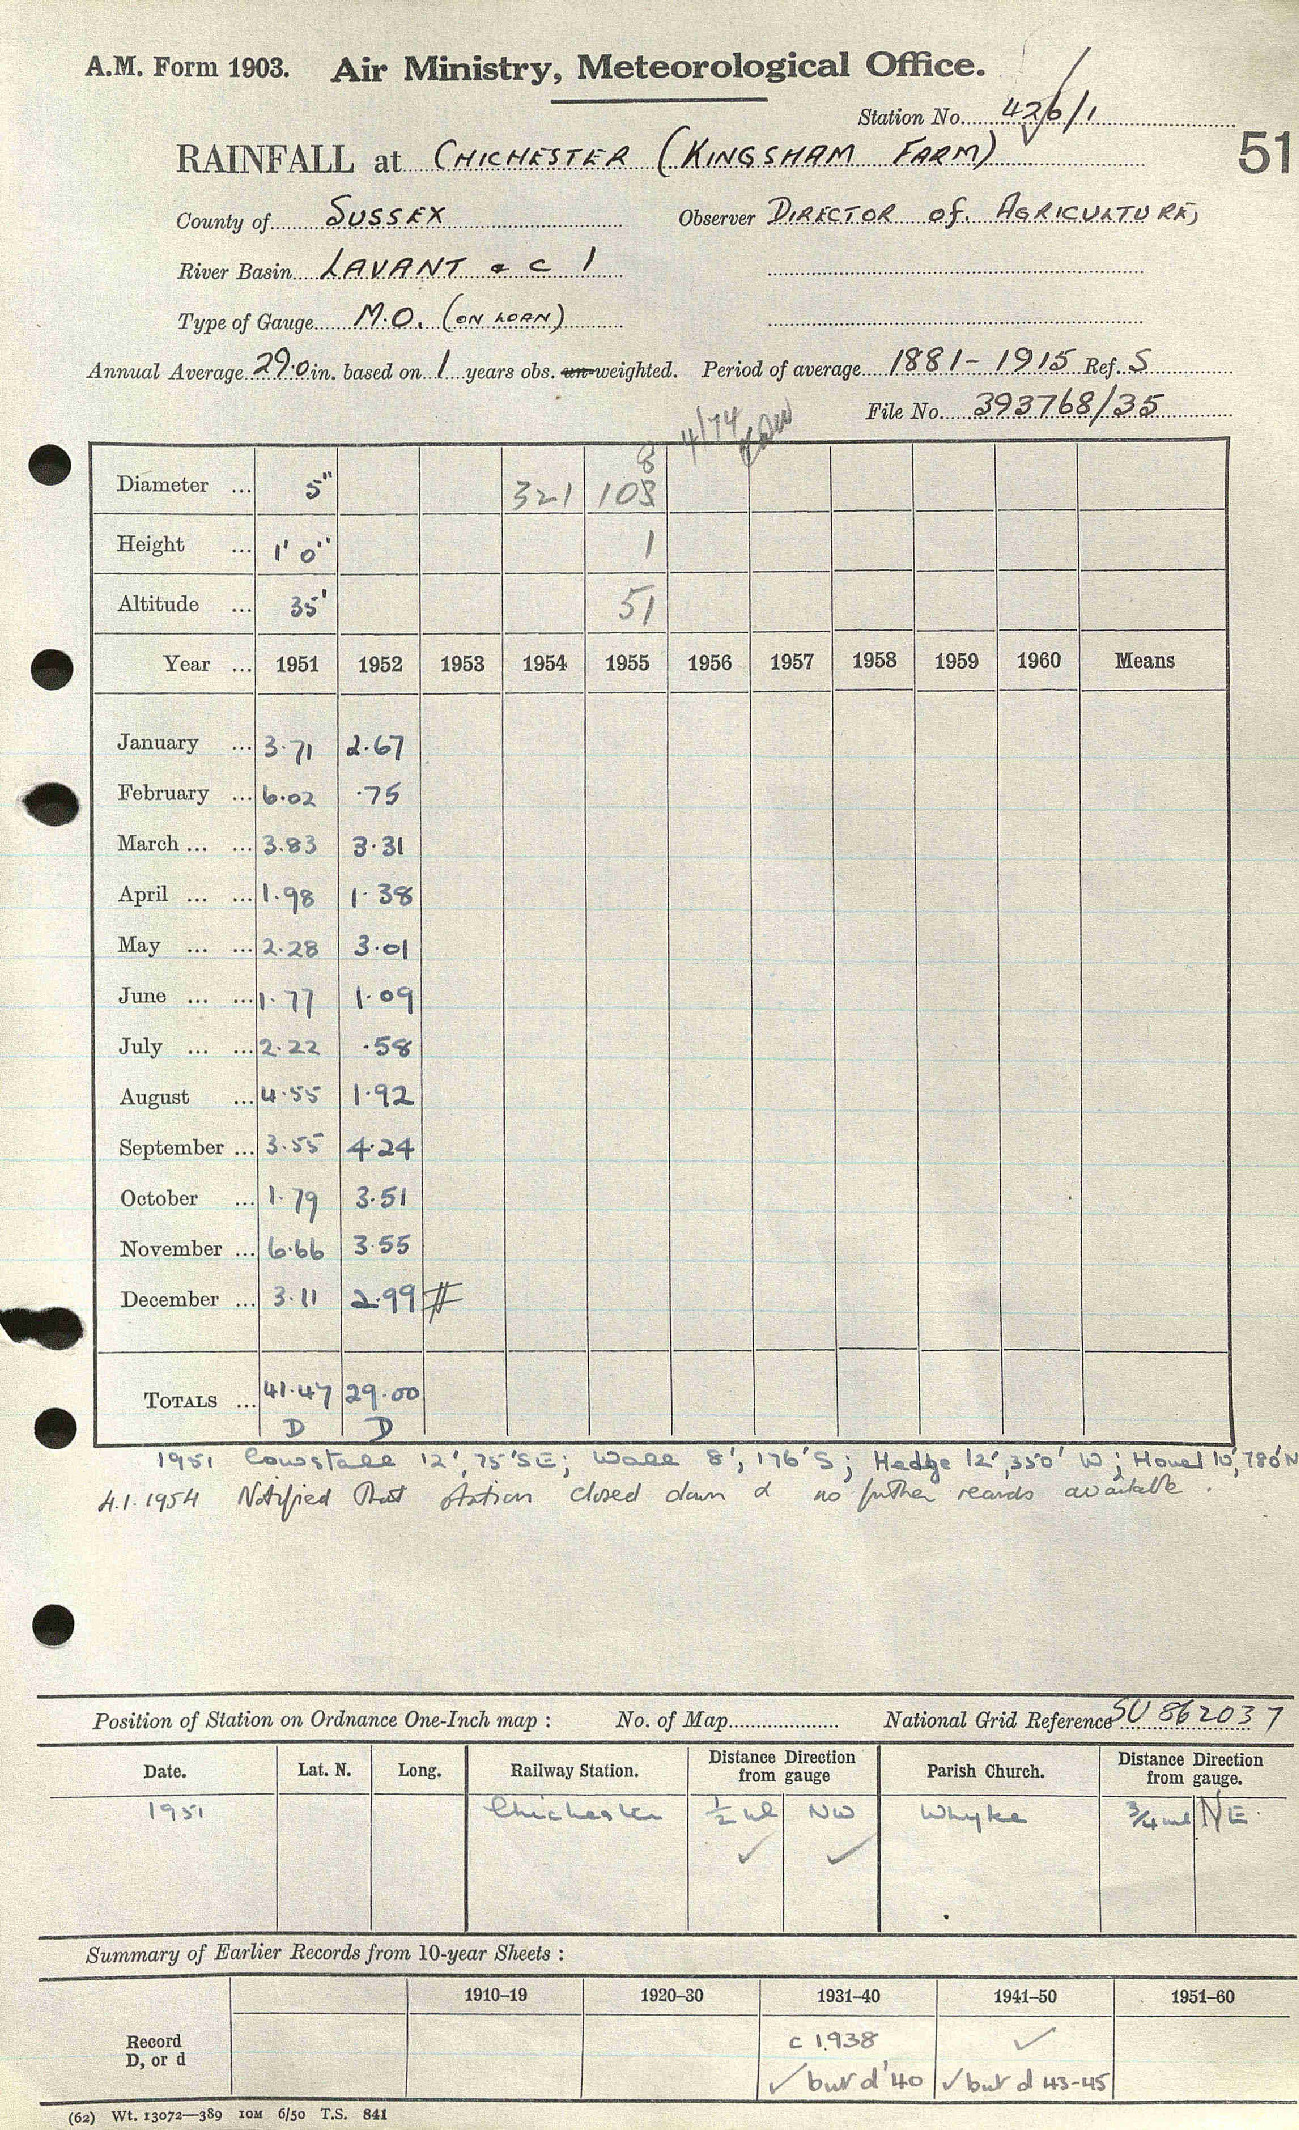 A.M. Form 1903. Air Ministry, Meteorological Office.
Station No. 426/1
51
RAINFALL at CHICHESTER (KINGSHAM FARM)
County of SUSSEX Observer DIRECTOR of AGRICULTURE,
River Basin LAVANT & C 1
Type of Gauge M.O. (ON LOAN)
Annual Average 29.0 in. based on 1 years obs. un-weighted. Period of average 1881-1915 Ref. S
File No. 393768/35
4/74
8
Diameter ... 5" 321 108
Height ... 1' 0" 1
Altitude ... 35' 51
Year ... 1951 1952 1953 1954 1955 1956 1957 1958 1959 1960 Means
January ... 3.71 2.67
February ... 6.02 .75
March ... ... 3.83 3.31
April ... ... 1.98 1.38
May ... ... 2.28 3.01
June ... ... 1.77 1.09
July ... ... 2.22 .58
August ... 4.55 1.92
September ... 3.55 4.24
October ... 1.79 3.51
November ... 6.66 3.55
December ... 3.11 2.99 #
TOTALS ... 41.47 29.00
D D
1951 Cowstall 12', 75' SE; Wall 8', 176' S; Hedge 12', 350' W; Hovel 10', 780' N
4.1.1954 Notified that station closed down & no further records available.
Position of Station on Ordnance One-Inch map : No. of Map National Grid Reference SU 862037
Date. Lat. N. Long. Railway Station. Distance Direction from gauge Parish Church. Distance Direction from gauge.
1951 Chichester 1/2 ml NW Whyke 3/4 ml NE
✓ ✓
Summary of Earlier Records from 10-year Sheets :
1910–19 1920–30 1931–40 1941–50 1951–60
Record D, or d c 1938 ✓
✓ but d '40 ✓ but d 43-45
(62) Wt. 13072—389 10M 6/50 T.S. 841